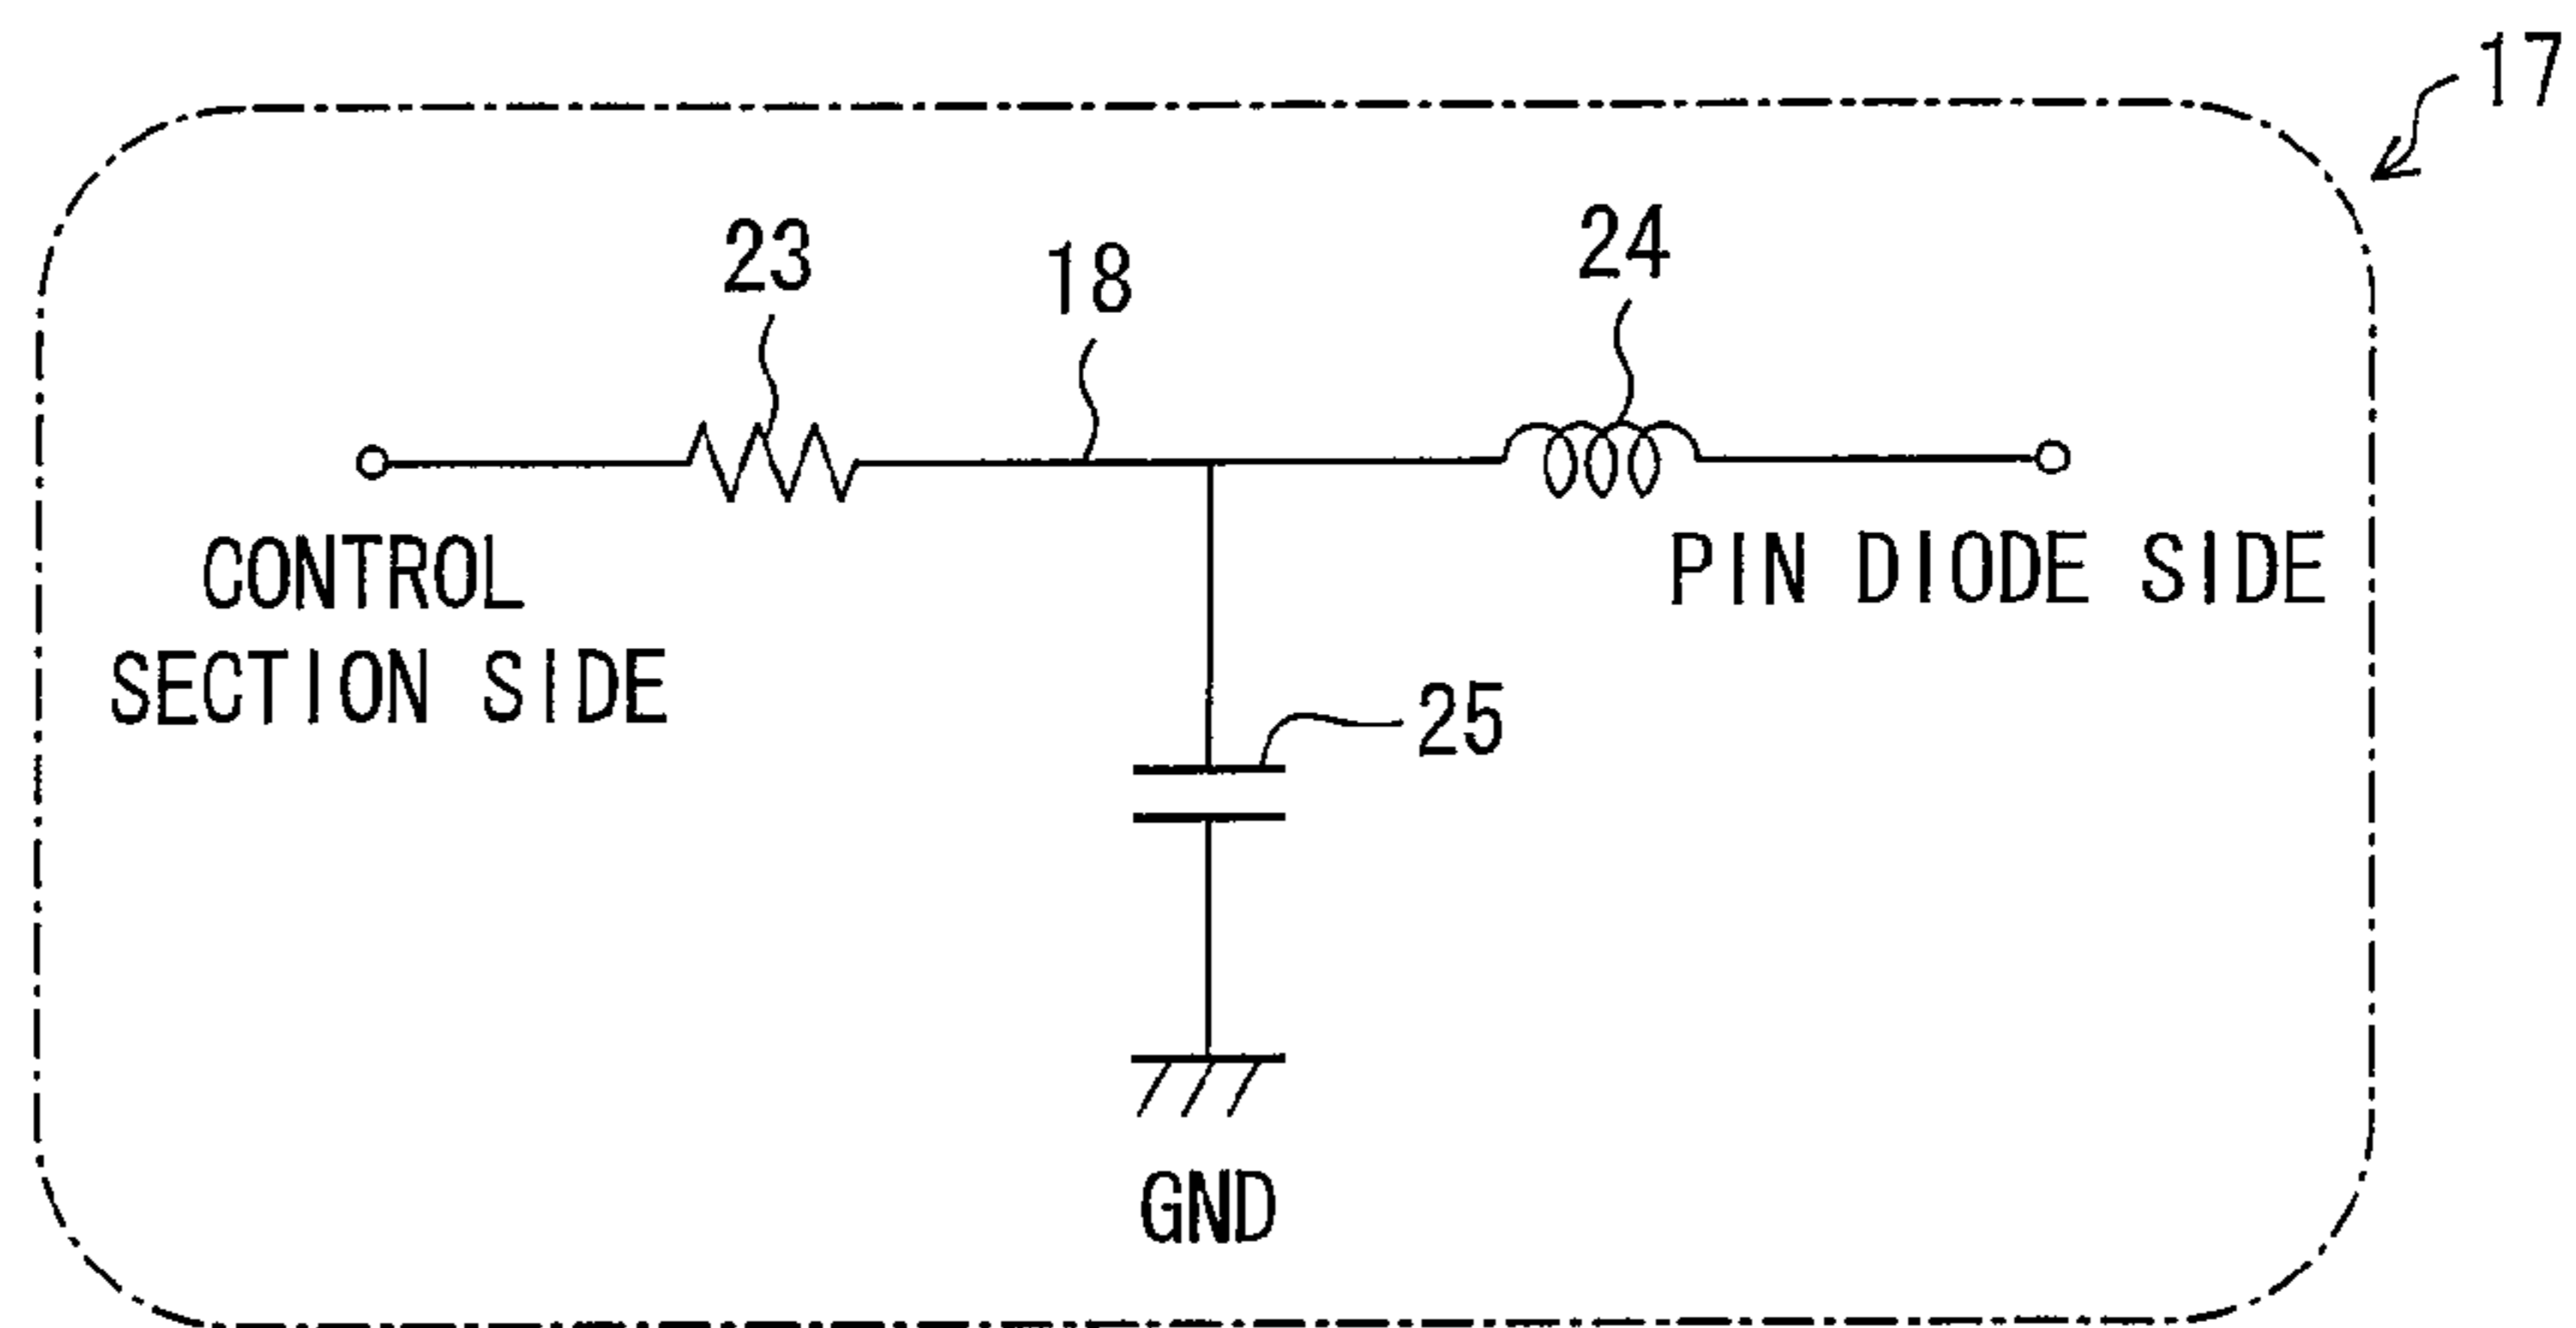 17
23
18
24
CONTROL
SECTION SIDE
PIN DIODE SIDE
25
GND